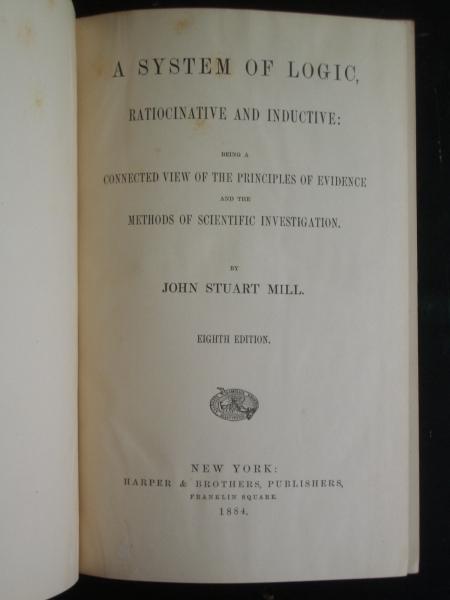 A SYSTEM OF LOGIC,
RATIOCINATIVE AND INDUCTIVE:
BEING A
CONNECTED VIEW OF THE PRINCIPLES OF EVIDENCE
AND THE
METHODS OF SCIENTIFIC INVESTIGATION.
BY
JOHN STUART MILL.
EIGHTH EDITION.
NEW YORK:
HARPER & BROTHERS, PUBLISHERS,
FRANKLIN SQUARE.
1884.